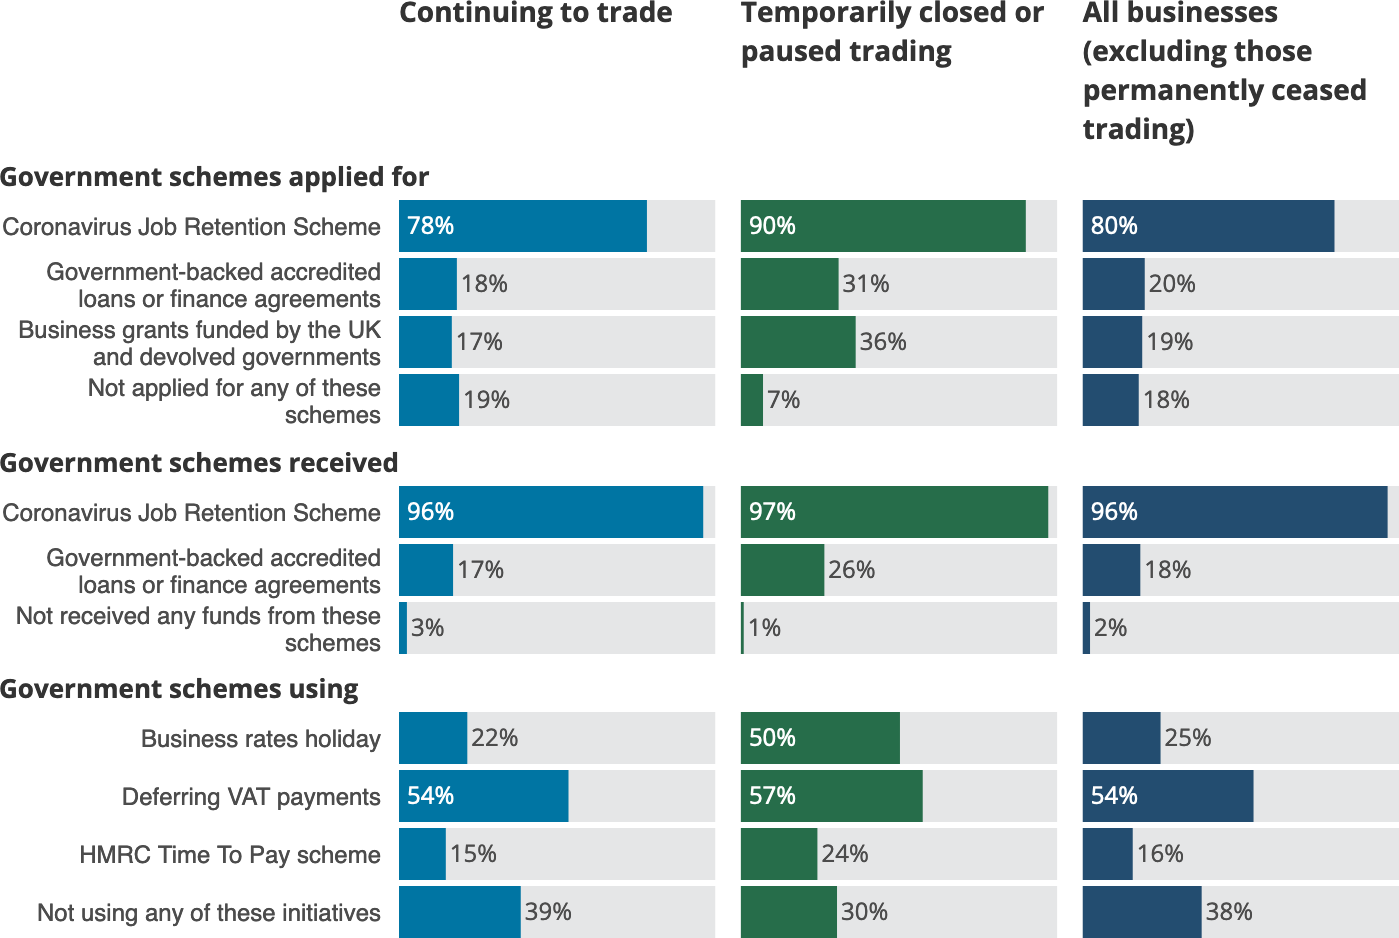 Continuing to trade
Temporarily closed or
paused trading
All businesses
(excluding those
permanently ceased
trading)
Government schemes applied for
Coronavirus Job Retention Scheme
78%
90%
80%
Government-backed accredited
loans or finance agreements
18%
31%
20%
Business grants funded by the UK
and devolved governments
17%
36%
19%
Not applied for any of these
schemes
19%
7%
18%
Government schemes received
Coronavirus Job Retention Scheme
96%
97%
96%
Government-backed accredited
loans or finance agreements
17%
26%
18%
Not received any funds from these
schemes
3%
1%
2%
Government schemes using
Business rates holiday
22%
50%
25%
Deferring VAT payments
54%
57%
54%
HMRC Time To Pay scheme
15%
24%
16%
Not using any of these initiatives
39%
30%
38%